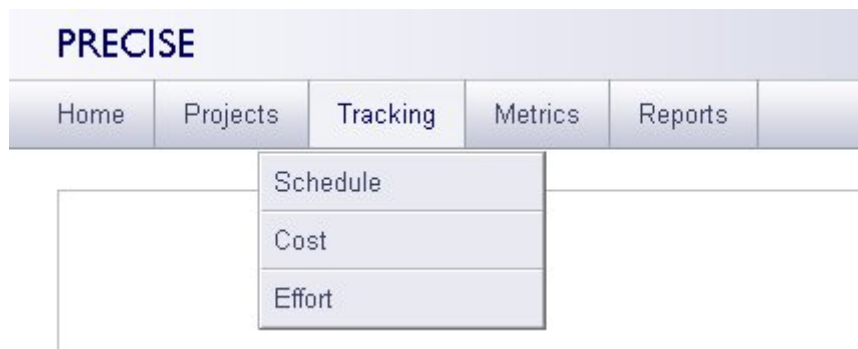 PRECISE
Home Projects Tracking Metrics Reports
Schedule
Cost
Effort